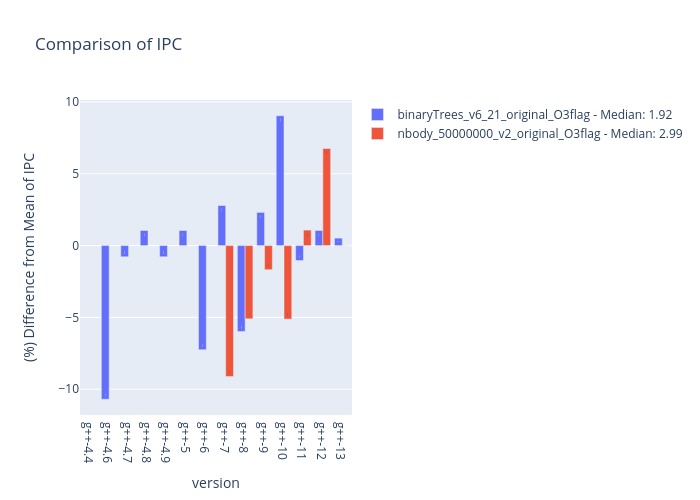 Comparison of IPC
binaryTrees_v6_21_original_O3flag - Median: 1.92
nbody_50000000_v2_original_O3flag - Median: 2.99
(%) Difference from Mean of IPC
10
5
0
−5
−10
g++-4.4
g++-4.6
g++-4.7
g++-4.8
g++-4.9
g++-5
g++-6
g++-7
g++-8
g++-9
g++-10
g++-11
g++-12
g++-13
version